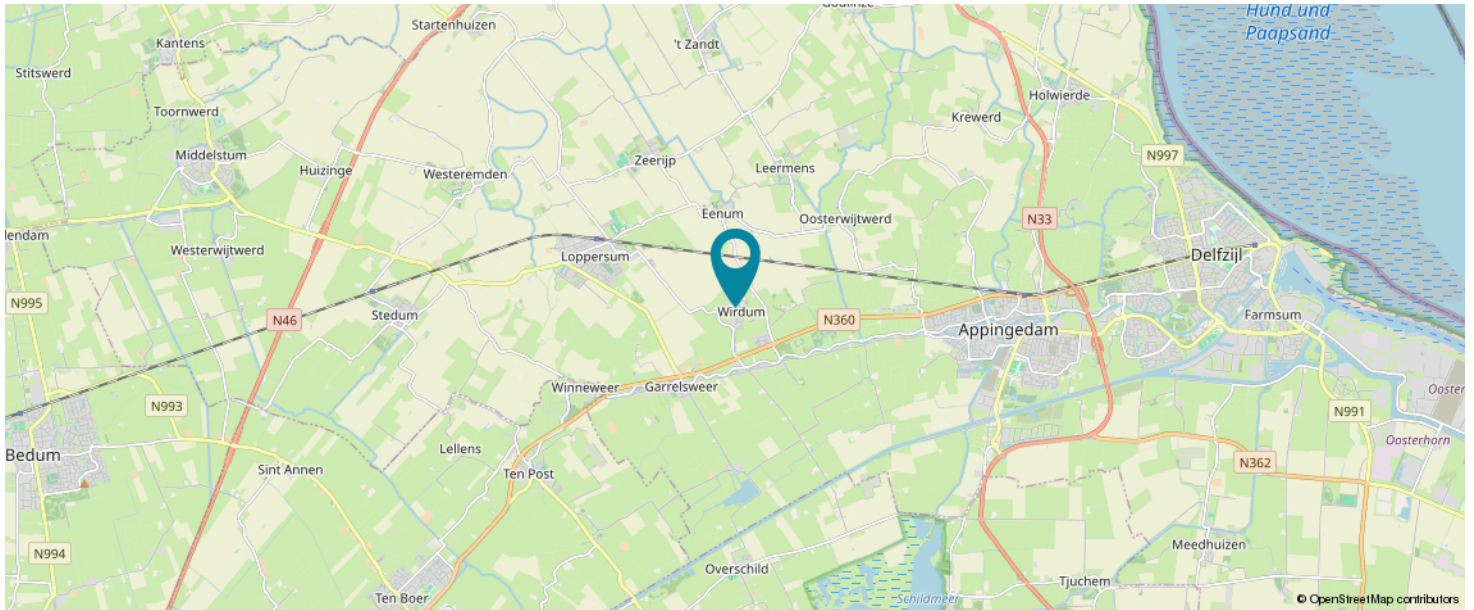 Startenhuizen
Godlinze
Hund und
Paapsand
Kantens
't Zandt
Stitswerd
Holwierde
Toornwerd
Krewerd
Middelstum
Zeerijp
N997
Huizinge
Westeremden
Leermens
Eenum
Oosterwijtwerd
N33
Westerwijtwerd
Loppersum
Delfzijl
N995
N46
Stedum
Wirdum
N360
Appingedam
Farmsum
Winneweer
Garrelsweer
N993
N991
Bedum
Lellens
Oosterhorn
Sint Annen
Ten Post
N362
N994
Meedhuizen
Overschild
Tjuchem
Ten Boer
Schildmeer
© OpenStreetMap contributors